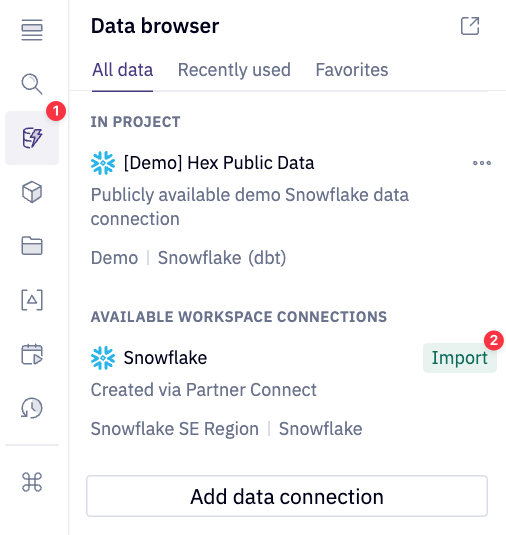 Data browser
All data Recently used Favorites
1
IN PROJECT
[Demo] Hex Public Data
Publicly available demo Snowflake data
connection
Demo | Snowflake (dbt)
AVAILABLE WORKSPACE CONNECTIONS
Snowflake Import 2
Created via Partner Connect
Snowflake SE Region | Snowflake
Add data connection